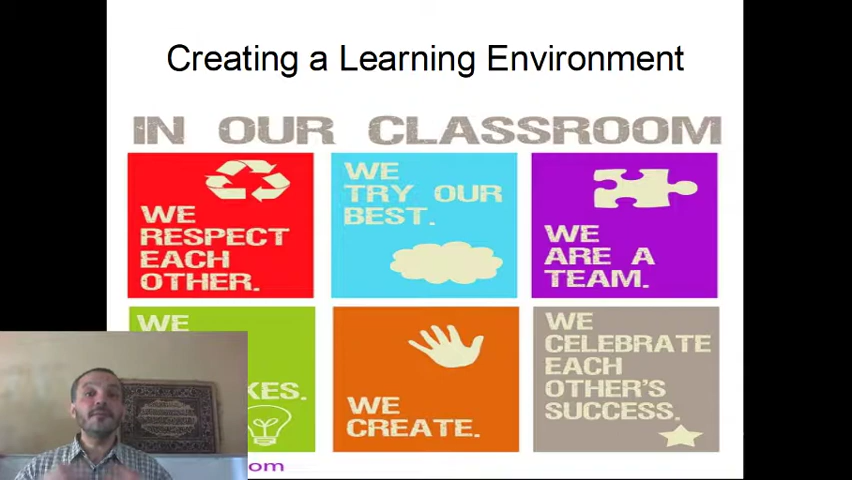 Creating a Learning Environment
IN OUR CLASSROOM
WE
RESPECT
EACH
OTHER.
WE
TRY OUR
BEST.
WE
ARE A
TEAM.
WE
KES.
WE
CREATE.
WE
CELEBRATE
EACH
OTHER'S
SUCCESS.
om